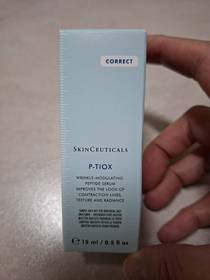 CORRECT
SKINCEUTICALS
P-TIOX
WRINKLE-MODULATING
PEPTIDE SERUM
IMPROVES THE LOOK OF
CONTRACTION LINES,
TEXTURE AND RADIANCE
℮ 15 ml / 0.5 fl oz